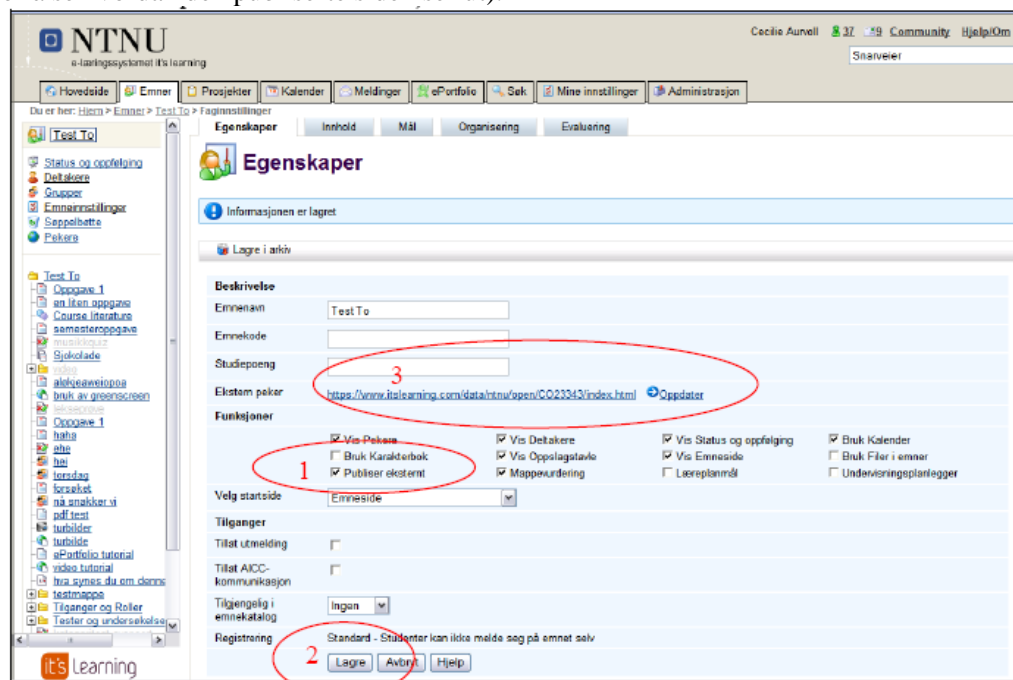 NTNU
e-læringssystemet it's learning
Cecilie Aurvoll 37 9 Community Hjelp/Om
Snarveier
Hovedside Emner Prosjekter Kalender Meldinger ePortfolio Søk Mine innstillinger Administrasjon
Du er her: Hjem > Emner > Test To > Faginnstillinger
Egenskaper Innhold Mål Organisering Evaluering
Test To
Egenskaper
Status og oppfølging
Deltakere
Grupper
Emneinnstillinger
Søppelbøtte
Pekere
Informasjonen er lagret
Lagre i arkiv
Test To
Oppgave 1
en liten oppgave
Course literature
semesteroppgave
musikkquiz
Sjokolade
video
bruk av greenscreen
Oppgave 1
haha
ehe
hei
torsdag
forsøket
nå snakker vi
pdf test
turbilder
turbilde
ePortfolio tutorial
video tutorial
hva synes du om denne
testmappe
Tilganger og Roller
Tester og undersøkelse
it's Learning
Beskrivelse
Emnenavn Test To
Emnekode
Studiepoeng
3
Ekstern peker https://www.itslearning.com/data/ntnu/open/CO23343/index.html Oppdater
Funksjoner
Vis Pekere Vis Deltakere Vis Status og oppfølging Bruk Kalender
Bruk Karakterbok Vis Oppslagstavle Vis Emneside Bruk Filer i emner
1 Publiser eksternt Mappevurdering Læreplanmål Undervisningsplanlegger
Velg startside Emneside
Tilganger
Tillat utmelding
Tillat AICC-
kommunikasjon
Tilgjengelig i
emnekatalog Ingen
Registrering Standard - Studenter kan ikke melde seg på emnet selv
2 Lagre Avbryt Hjelp